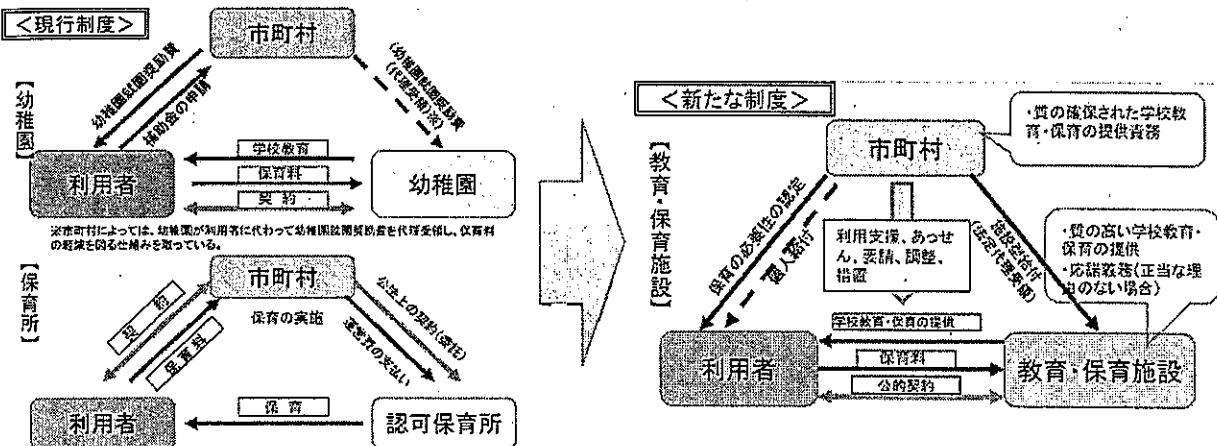 ＜現行制度＞
【幼稚園】
市町村
幼稚園就園奨励費
補助金の申請
(幼稚園就園奨励費
(代理受領)※)
学校教育
保育料
契約
利用者
幼稚園
※市町村によっては、幼稚園が利用者に代わって幼稚園就園奨励費を代理受領し、保育料
の軽減を図る仕組みを取っている。
【保育所】
市町村
契約
保育料
保育の実施
公法上の契約(委託)
運営費の支払い
保育
利用者
認可保育所
＜新たな制度＞
【教育・保育施設】
市町村
・質の確保された学校教
育・保育の提供責務
保育の必要性の認定
個人給付
利用支援、あっせ
ん、要請、調整、
措置
施設型給付
(法定代理受領)
・質の高い学校教育・
保育の提供
・応諾義務(正当な理
由のない場合)
学校教育・保育の提供
保育料
公的契約
利用者
教育・保育施設